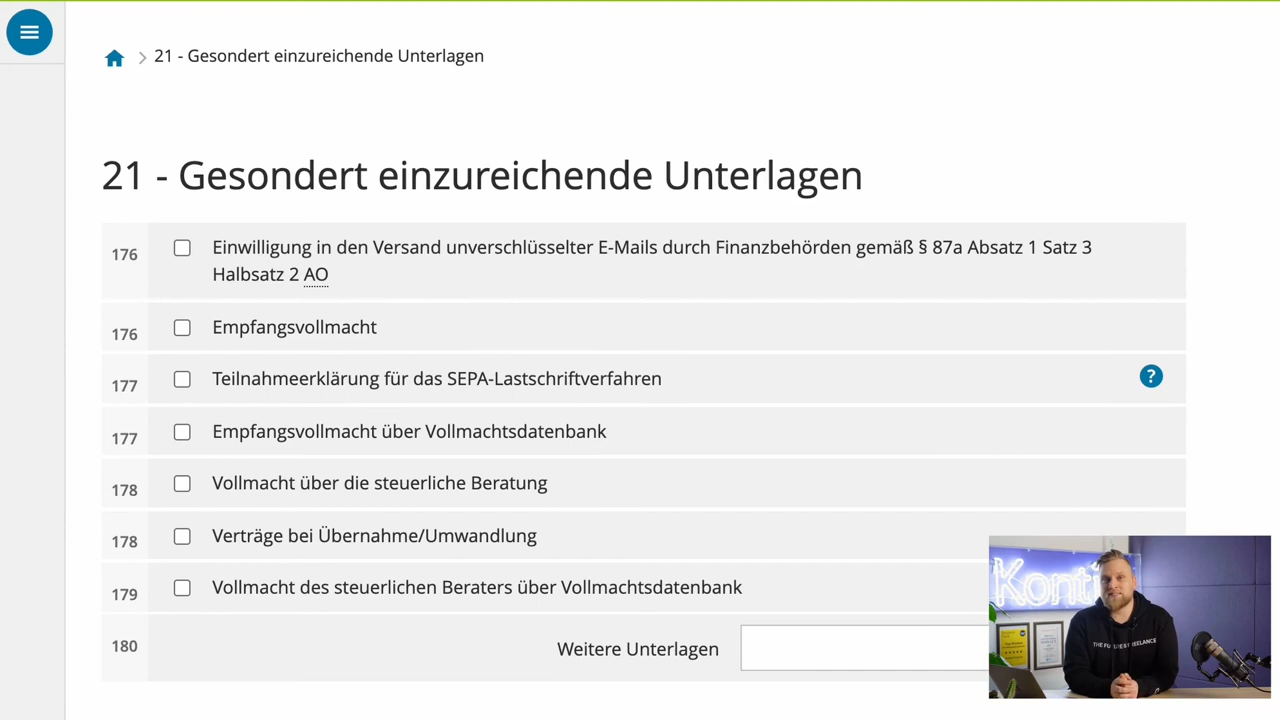 21 - Gesondert einzureichende Unterlagen
21 - Gesondert einzureichende Unterlagen
176 Einwilligung in den Versand unverschlüsselter E-Mails durch Finanzbehörden gemäß § 87a Absatz 1 Satz 3
Halbsatz 2 AO
176 Empfangsvollmacht
177 Teilnahmeerklärung für das SEPA-Lastschriftverfahren ?
177 Empfangsvollmacht über Vollmachtsdatenbank
178 Vollmacht über die steuerliche Beratung
178 Verträge bei Übernahme/Umwandlung
179 Vollmacht des steuerlichen Beraters über Vollmachtsdatenbank
180 Weitere Unterlagen
Konti